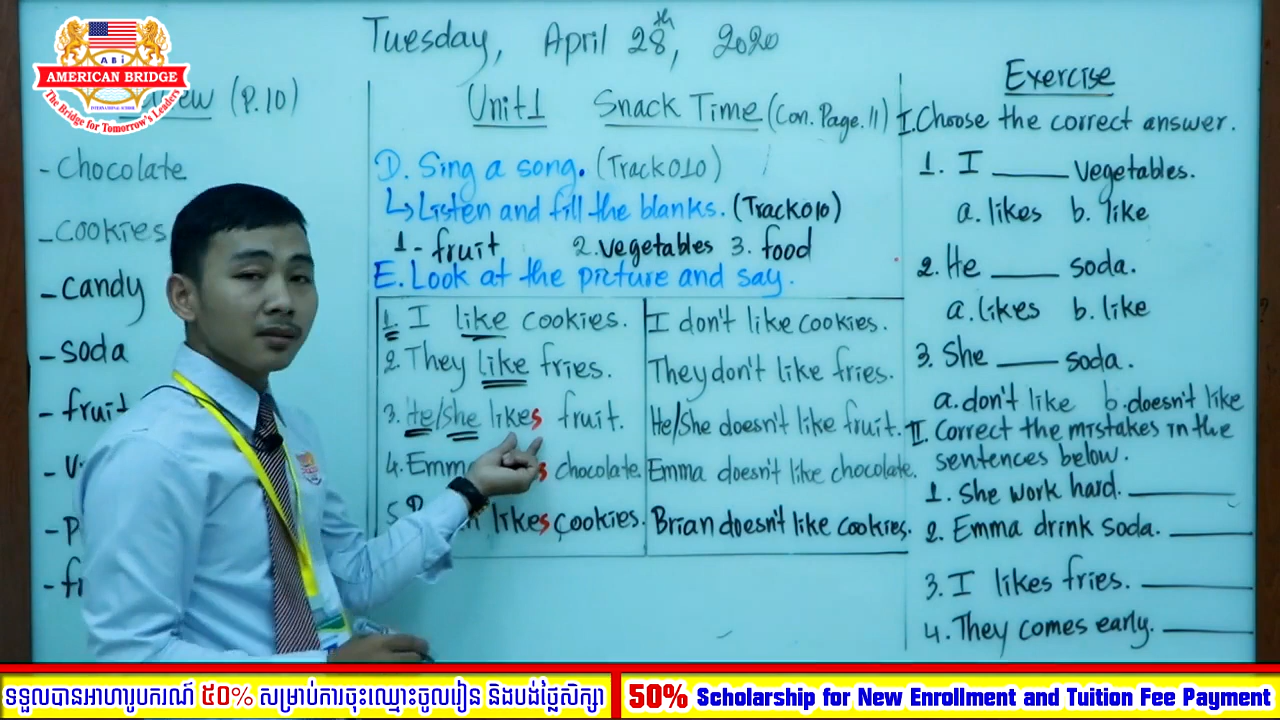 ABi
AMERICAN BRIDGE
INTERNATIONAL SCHOOL
The Bridge for Tomorrow's Leaders
Tuesday, April 28th, 2020
(P.10)
- Chocolate
- cookies
- candy
- soda
- fruit
Unit1 Snack Time (Con. Page. 11)
D. Sing a song. (Track 010)
↳ Listen and fill the blanks. (Track 010)
1- fruit 2. vegetables 3. food
E. Look at the picture and say.
1. I like cookies. I don't like cookies.
2. They like fries. They don't like fries.
3. He/She likes fruit. He/She doesn't like fruit.
4. Emm s chocolate. Emma doesn't like chocolate.
5. likes cookies. Brian doesn't like cookies.
Exercise
I. Choose the correct answer.
1. I ____ vegetables.
a. likes b. like
2. He ____ soda.
a. likes b. like
3. She ____ soda.
a. don't like b. doesn't like
II. Correct the mistakes in the
sentences below.
1. She work hard. ____
2. Emma drink soda. ____
3. I likes fries. ____
4. They comes early. ____
ទទួលបានអាហារូបករណ៍ ៥០% សម្រាប់ការចុះឈ្មោះចូលរៀន និងបង់ថ្លៃសិក្សា
50% Scholarship for New Enrollment and Tuition Fee Payment